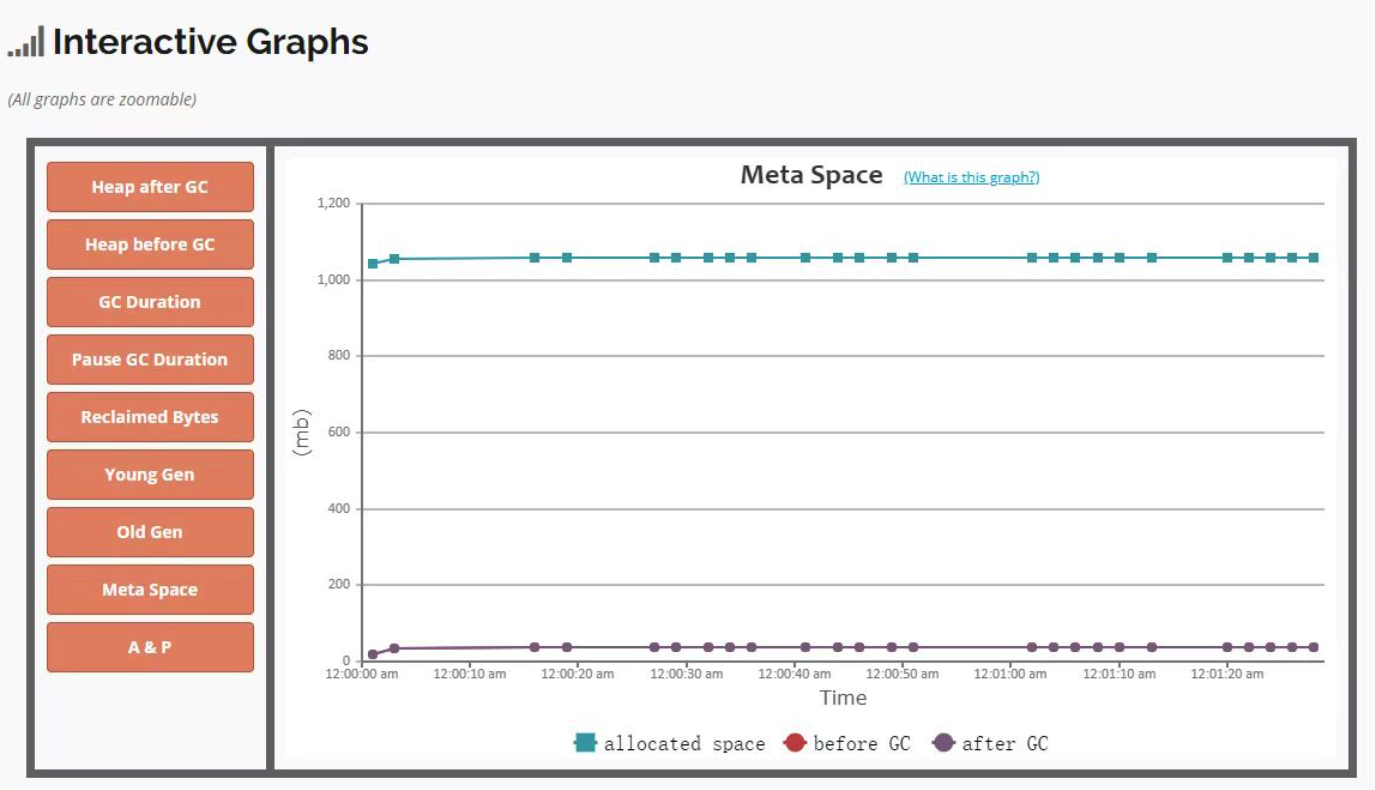 Interactive Graphs
(All graphs are zoomable)
Heap after GC
Heap before GC
GC Duration
Pause GC Duration
Reclaimed Bytes
Young Gen
Old Gen
Meta Space
A & P
Meta Space (What is this graph?)
1,200
1,000
800
600
400
200
0
(mb)
12:00:00 am 12:00:10 am 12:00:20 am 12:00:30 am 12:00:40 am 12:00:50 am 12:01:00 am 12:01:10 am 12:01:20 am
Time
allocated space before GC after GC